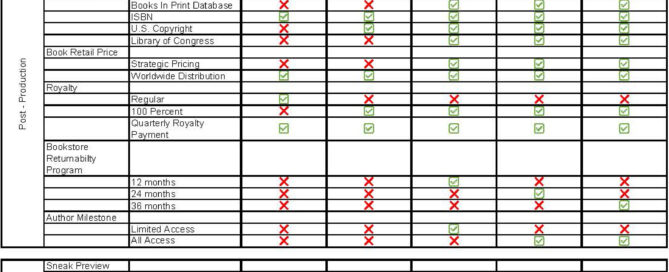 Books In Print Database
ISBN
U.S. Copyright
Library of Congress
Book Retail Price
Strategic Pricing
Worldwide Distribution
Royalty
Regular
100 Percent
Quarterly Royalty
Payment
Post - Production
Bookstore
Returnabilty
Program
12 months
24 months
36 months
Author Milestone
Limited Access
All Access
Sneak Preview